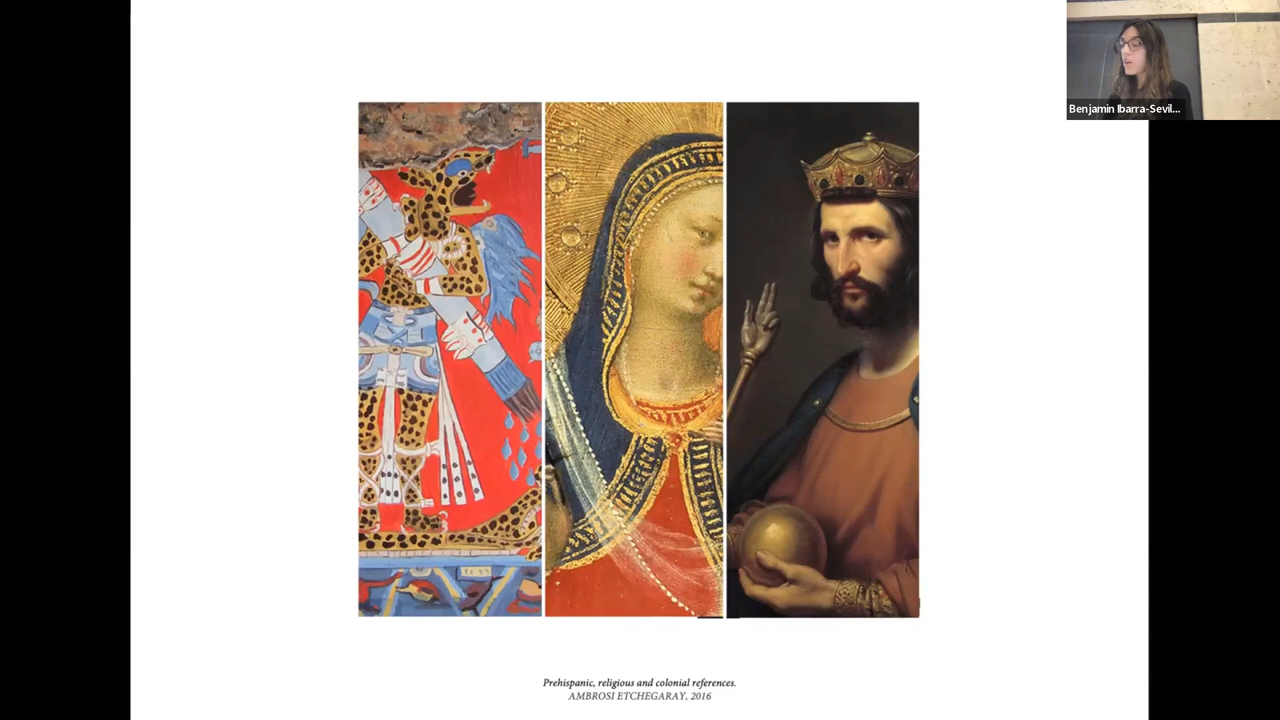 Benjamin Ibarra-Sevil...
Prehispanic, religious and colonial references.
AMBROSI ETCHEGARAY, 2016